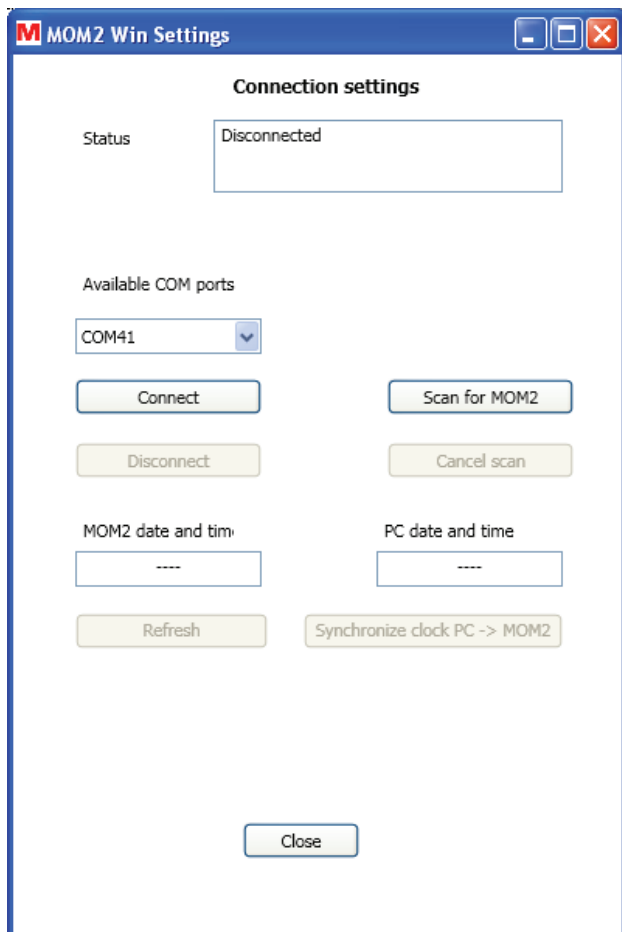 M MOM2 Win Settings
Connection settings
Status
Disconnected
Available COM ports
COM41
Connect
Scan for MOM2
Disconnect
Cancel scan
MOM2 date and tim
PC date and time
----
----
Refresh
Synchronize clock PC -> MOM2
Close